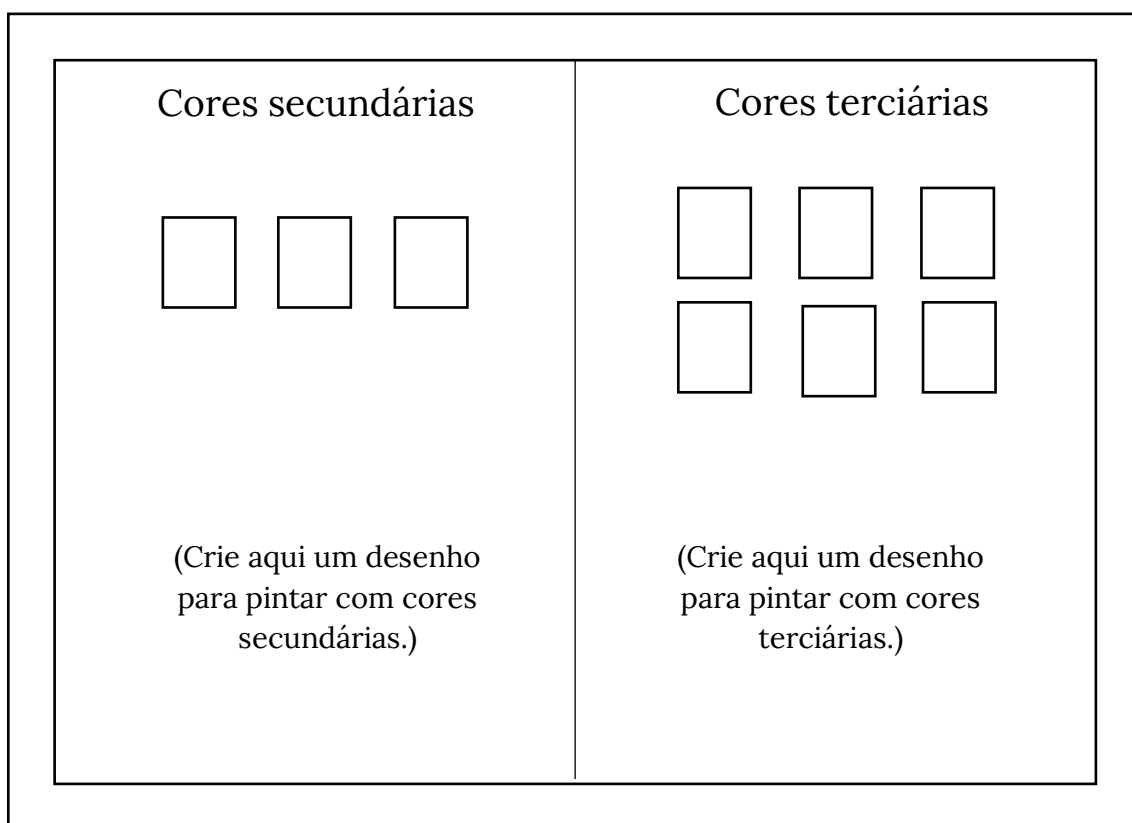 Cores secundárias
(Crie aqui um desenho
para pintar com cores
secundárias.)
Cores terciárias
(Crie aqui um desenho
para pintar com cores
terciárias.)